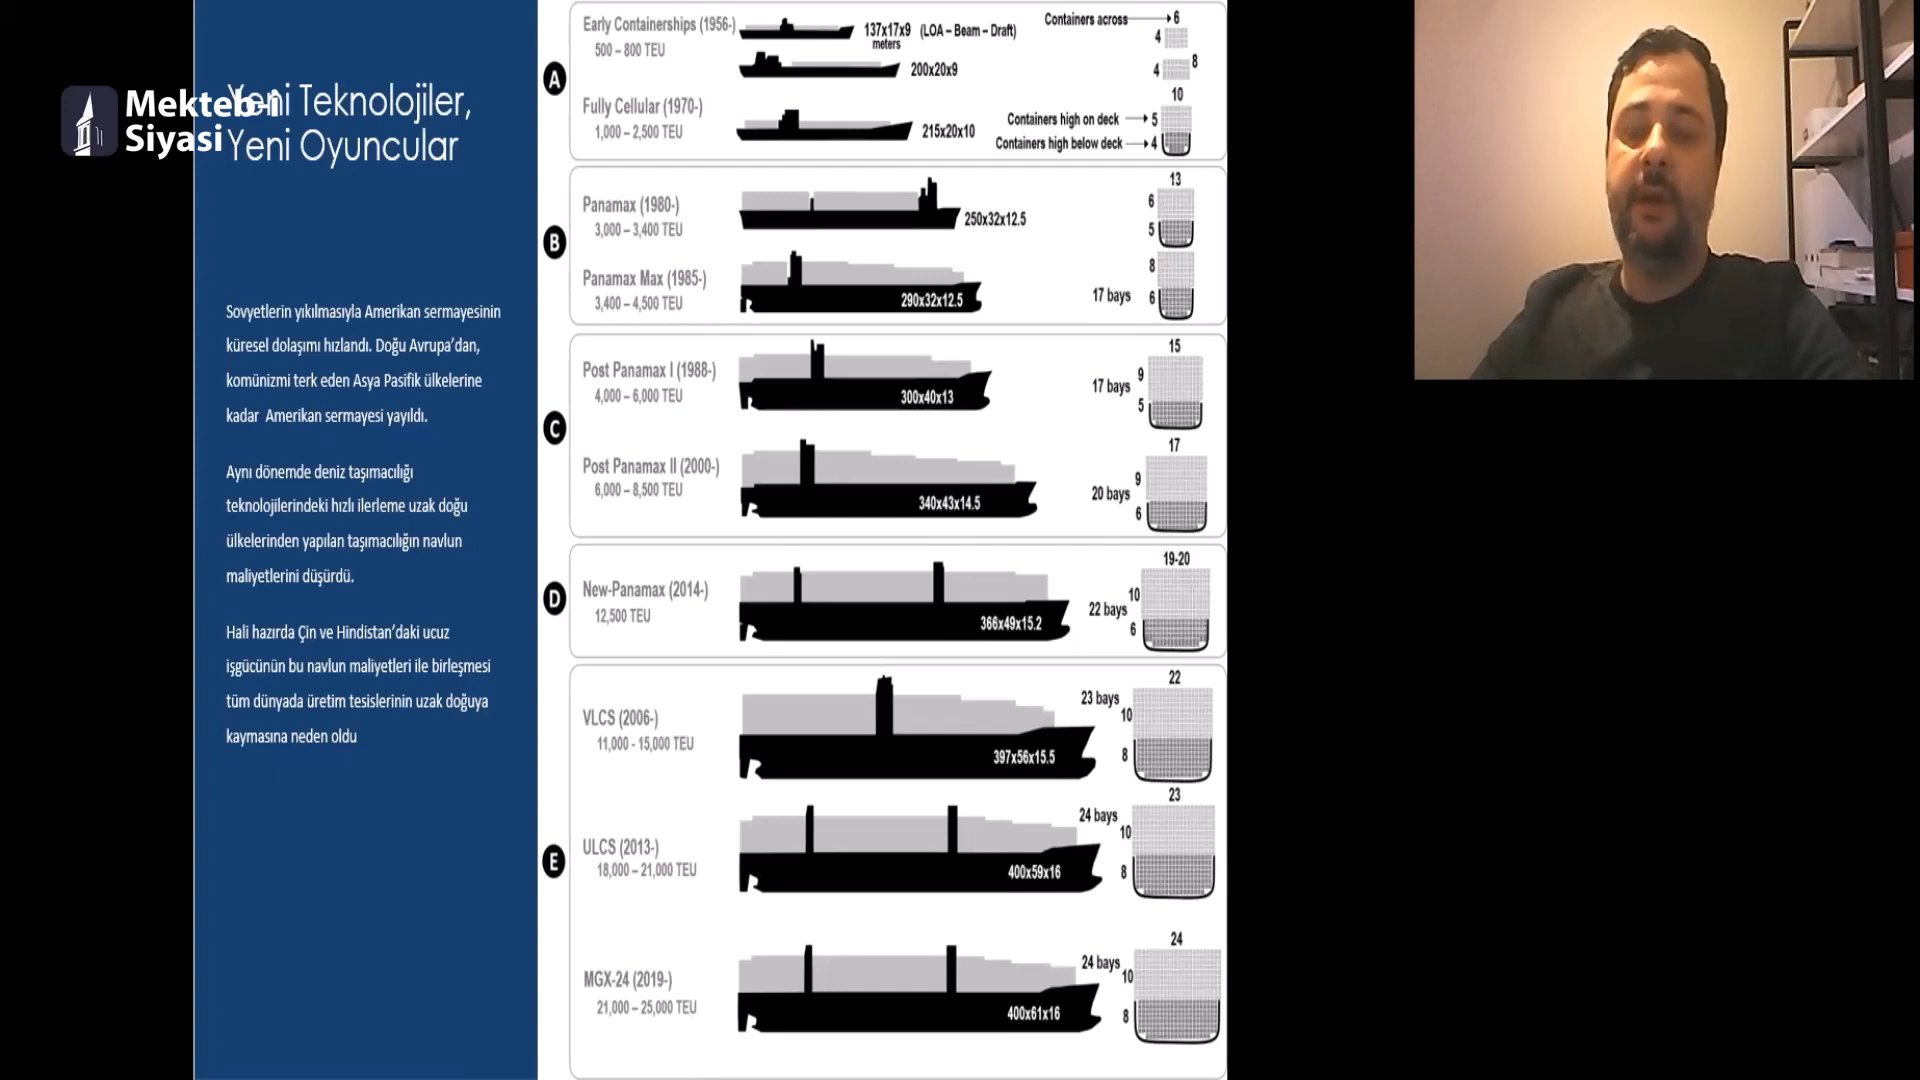 Mekteb-i
Siyasi
Yeni Teknolojiler,
Yeni Oyuncular
Sovyetlerin yıkılmasıyla Amerikan sermayesinin
küresel dolaşımı hızlandı. Doğu Avrupa’dan,
komünizmi terk eden Asya Pasifik ülkelerine
kadar Amerikan sermayesi yayıldı.
Aynı dönemde deniz taşımacılığı
teknolojilerindeki hızlı ilerleme uzak doğu
ülkelerinden yapılan taşımacılığın navlun
maliyetlerini düşürdü.
Hali hazırda Çin ve Hindistan’daki ucuz
işgücünün bu navlun maliyetleri ile birleşmesi
tüm dünyada üretim tesislerinin uzak doğuya
kaymasına neden oldu
A
Early Containerships (1956-)
500 – 800 TEU
137x17x9 (LOA – Beam – Draft)
meters
Containers across 6
4
200x20x9
4 8
Fully Cellular (1970-)
1,000 – 2,500 TEU
215x20x10
10
Containers high on deck 5
Containers high below deck 4
B
Panamax (1980-)
3,000 – 3,400 TEU
250x32x12.5
13
6
5
Panamax Max (1985-)
3,400 – 4,500 TEU
290x32x12.5
17 bays
8
6
C
Post Panamax I (1988-)
4,000 – 6,000 TEU
300x40x13
17 bays
15
9
5
Post Panamax II (2000-)
6,000 – 8,500 TEU
340x43x14.5
20 bays
17
9
6
D
New-Panamax (2014-)
12,500 TEU
366x49x15.2
22 bays
19-20
10
6
E
VLCS (2006-)
11,000 - 15,000 TEU
397x56x15.5
23 bays
22
10
8
ULCS (2013-)
18,000 – 21,000 TEU
400x59x16
24 bays
23
10
8
MGX-24 (2019-)
21,000 – 25,000 TEU
400x61x16
24 bays
24
10
8